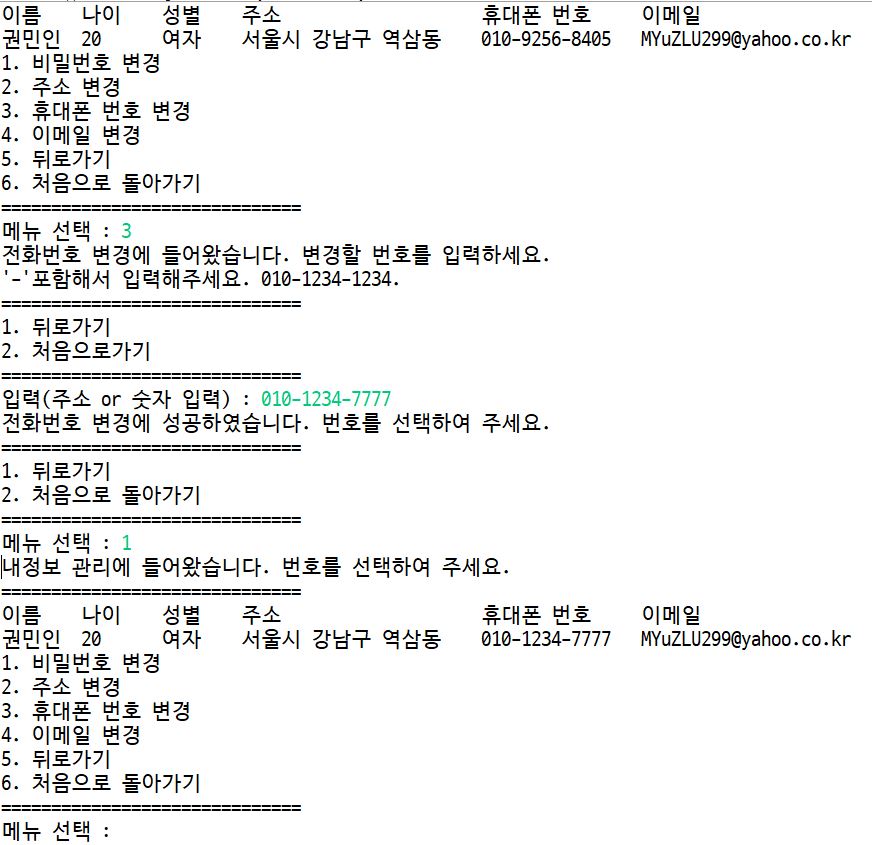 이름 나이 성별 주소 휴대폰 번호 이메일
권민인 20 여자 서울시 강남구 역삼동 010-9256-8405 MYuZLU299@yahoo.co.kr
1. 비밀번호 변경
2. 주소 변경
3. 휴대폰 번호 변경
4. 이메일 변경
5. 뒤로가기
6. 처음으로 돌아가기
==============================
메뉴 선택 : 3
전화번호 변경에 들어왔습니다. 변경할 번호를 입력하세요.
'-'포함해서 입력해주세요. 010-1234-1234.
==============================
1. 뒤로가기
2. 처음으로가기
==============================
입력(주소 or 숫자 입력) : 010-1234-7777
전화번호 변경에 성공하였습니다. 번호를 선택하여 주세요.
==============================
1. 뒤로가기
2. 처음으로 돌아가기
==============================
메뉴 선택 : 1
내정보 관리에 들어왔습니다. 번호를 선택하여 주세요.
==============================
이름 나이 성별 주소 휴대폰 번호 이메일
권민인 20 여자 서울시 강남구 역삼동 010-1234-7777 MYuZLU299@yahoo.co.kr
1. 비밀번호 변경
2. 주소 변경
3. 휴대폰 번호 변경
4. 이메일 변경
5. 뒤로가기
6. 처음으로 돌아가기
==============================
메뉴 선택 :